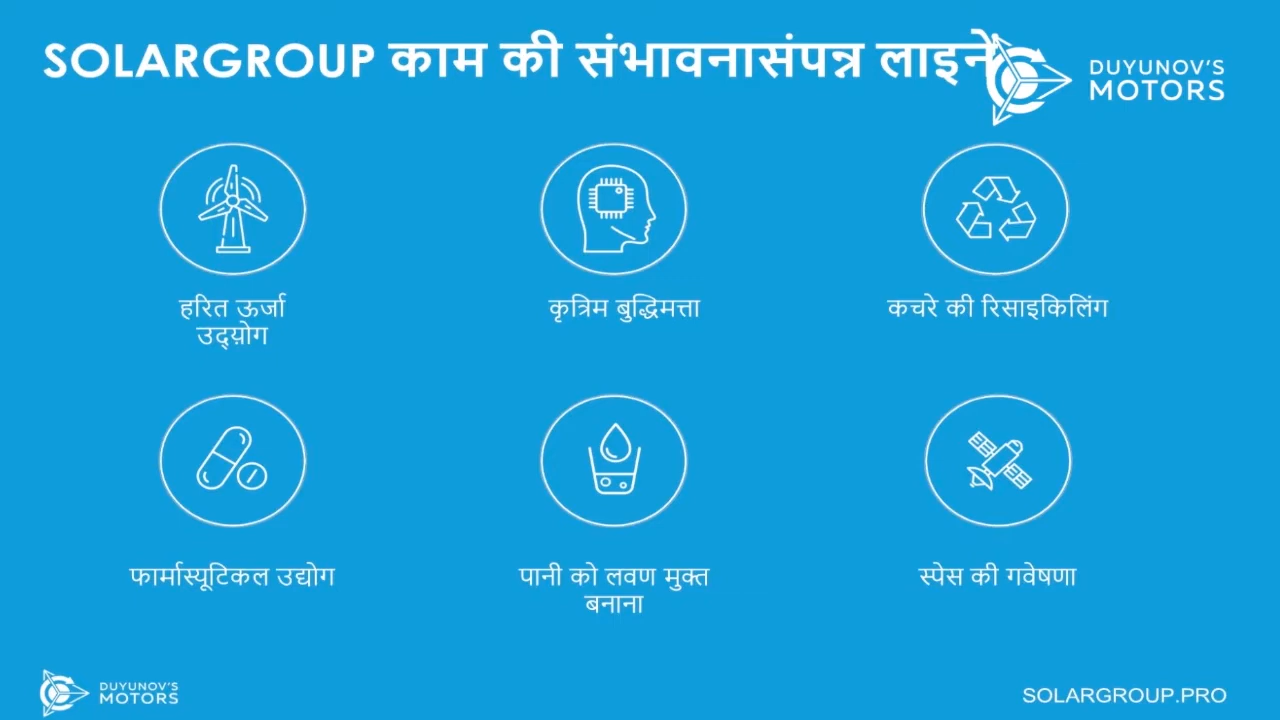 SOLARGROUP काम की संभावनासंपन्न लाइनें
DUYUNOV'S
MOTORS
हरित ऊर्जा
उद्य़ोग
कृत्रिम बुद्धिमत्ता
कचरे की रिसाइकिलिंग
फार्मास्यूटिकल उद्योग
पानी को लवण मुक्त
बनाना
स्पेस की गवेषणा
DUYUNOV'S
MOTORS
SOLARGROUP.PRO